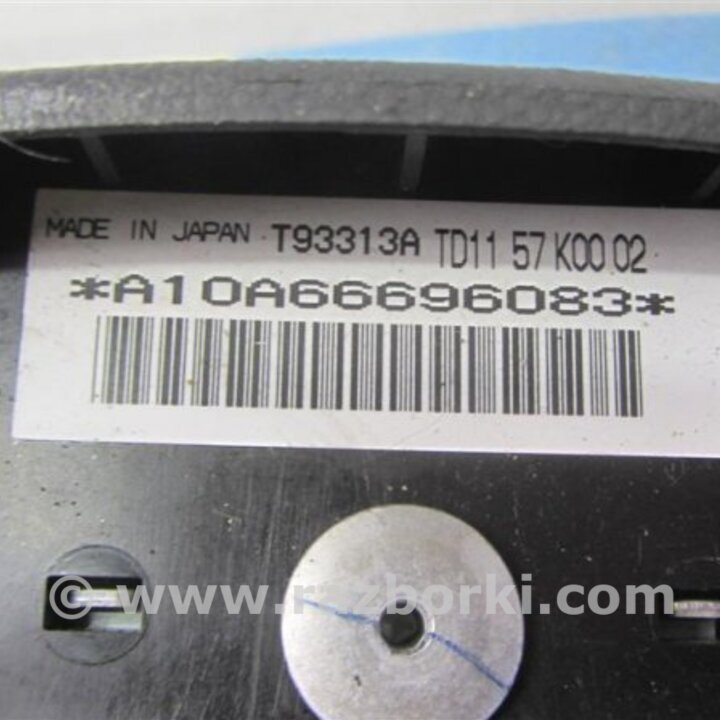 MADE IN JAPAN T93313A TD11 57 K00 02
*A10A66696083*
© www.razborki.com